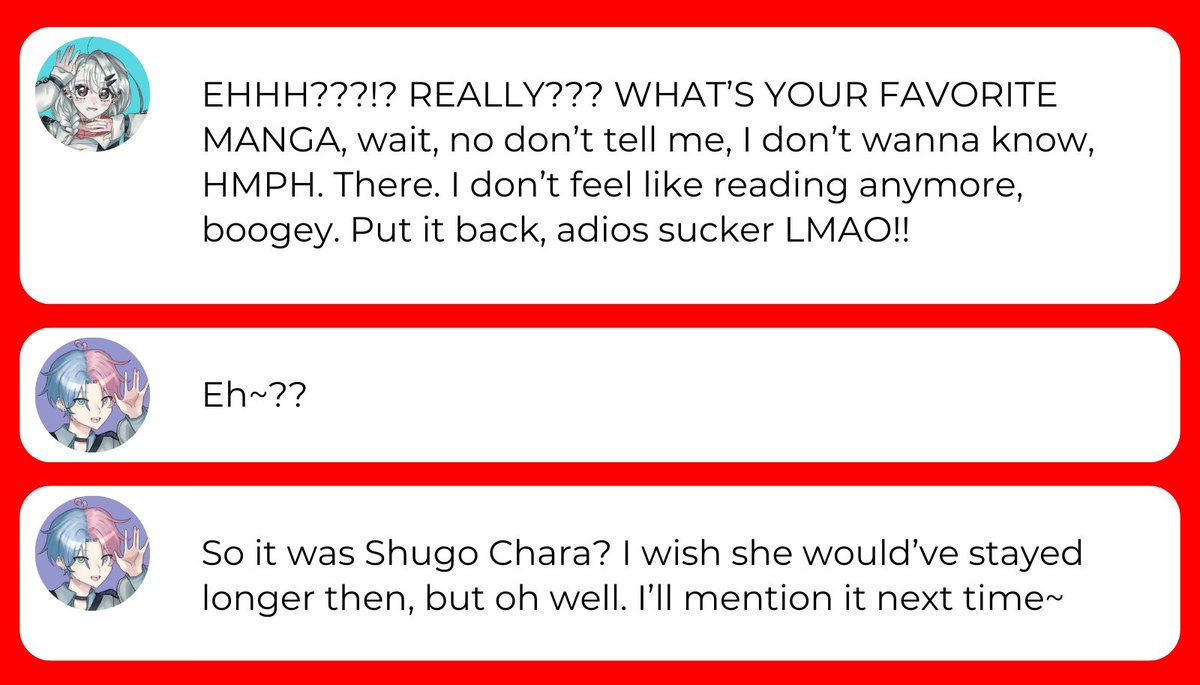 EHHH???!? REALLY??? WHAT’S YOUR FAVORITE
MANGA, wait, no don’t tell me, I don’t wanna know,
HMPH. There. I don’t feel like reading anymore,
boogey. Put it back, adios sucker LMAO!!
Eh~??
So it was Shugo Chara? I wish she would’ve stayed
longer then, but oh well. I’ll mention it next time~